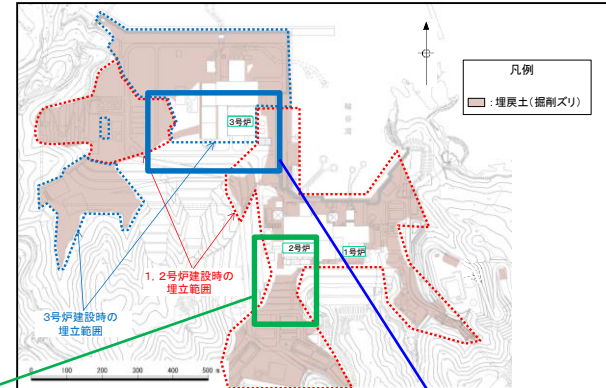 凡例
:埋戻土(掘削ズリ)
3号炉
2号炉
1号炉
1, 2号炉建設時の
埋立範囲
3号炉建設時の
埋立範囲
0 100 200 300 400 500 m